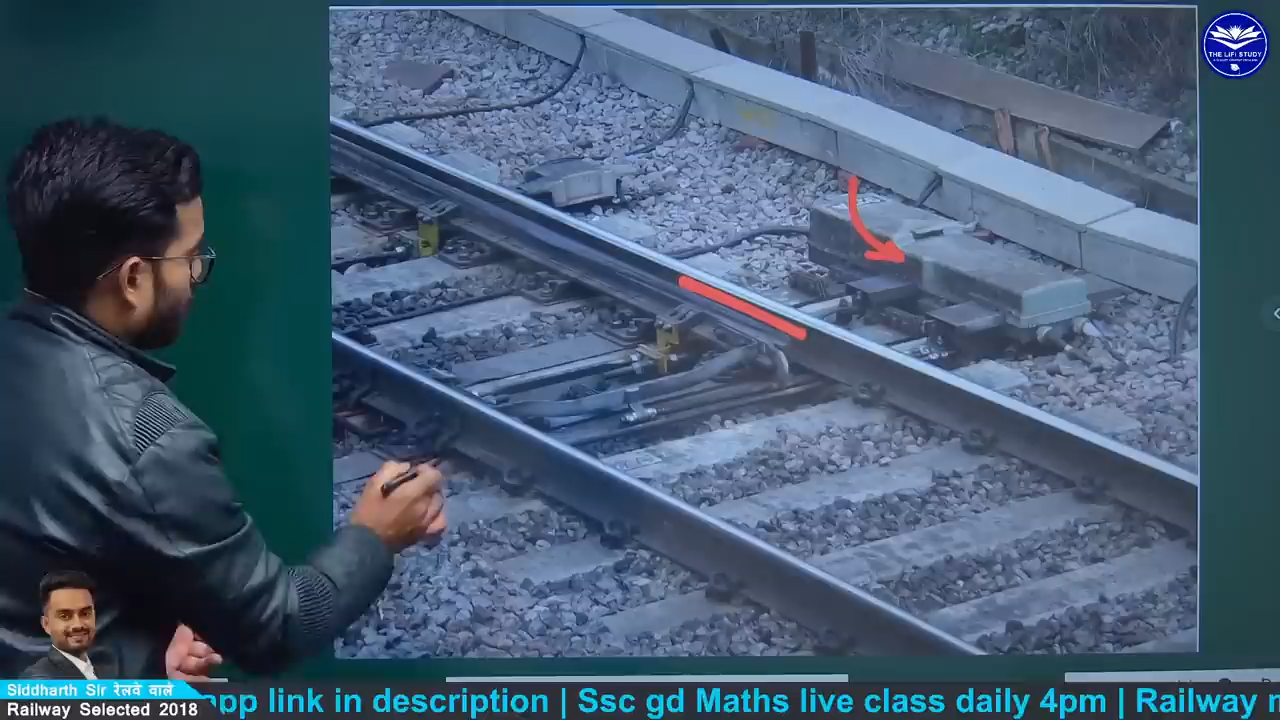 THE LIFI STUDY
Siddharth Sir रेलवे वाले
Railway Selected 2018
app link in description | Ssc gd Maths live class daily 4pm | Railway